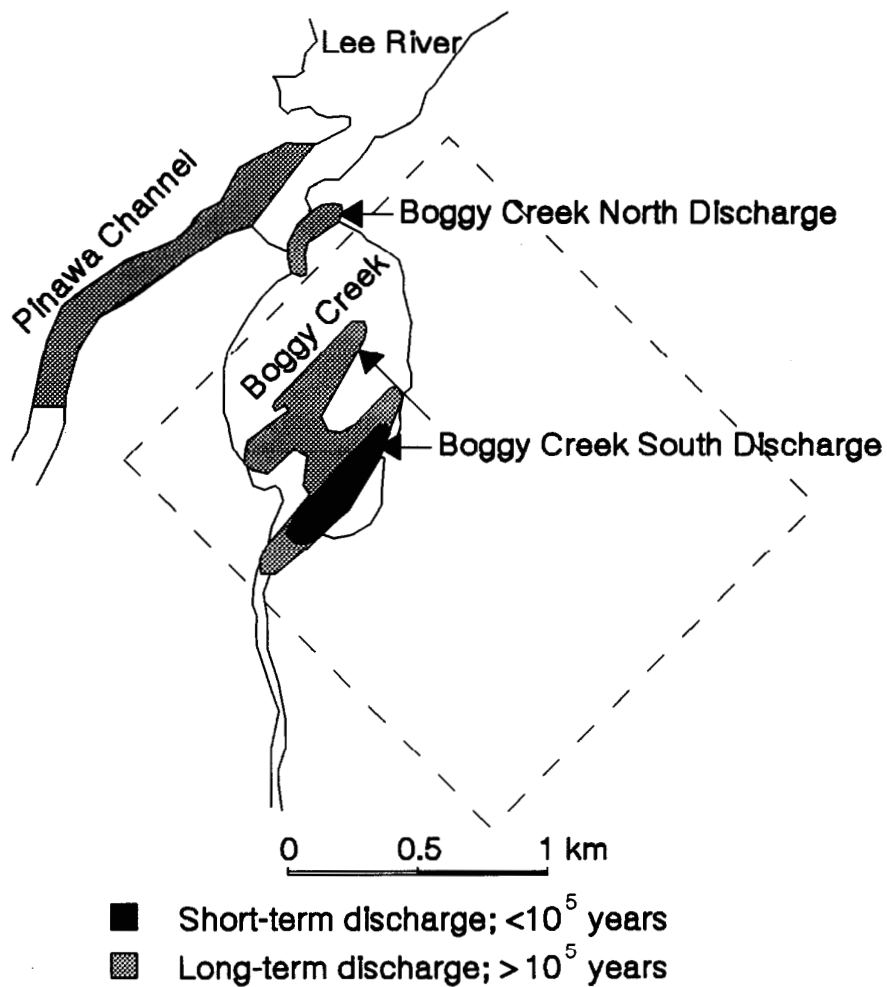 Lee River
Pinawa Channel
Boggy Creek North Discharge
Boggy Creek
Boggy Creek South Discharge
0 0.5 1 km
Short-term discharge; <10⁵ years
Long-term discharge; >10⁵ years